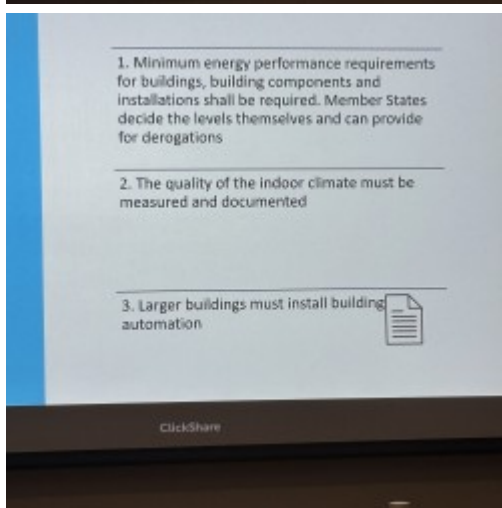 1. Minimum energy performance requirements
for buildings, building components and
installations shall be required. Member States
decide the levels themselves and can provide
for derogations
2. The quality of the indoor climate must be
measured and documented
3. Larger buildings must install building
automation
ClickShare